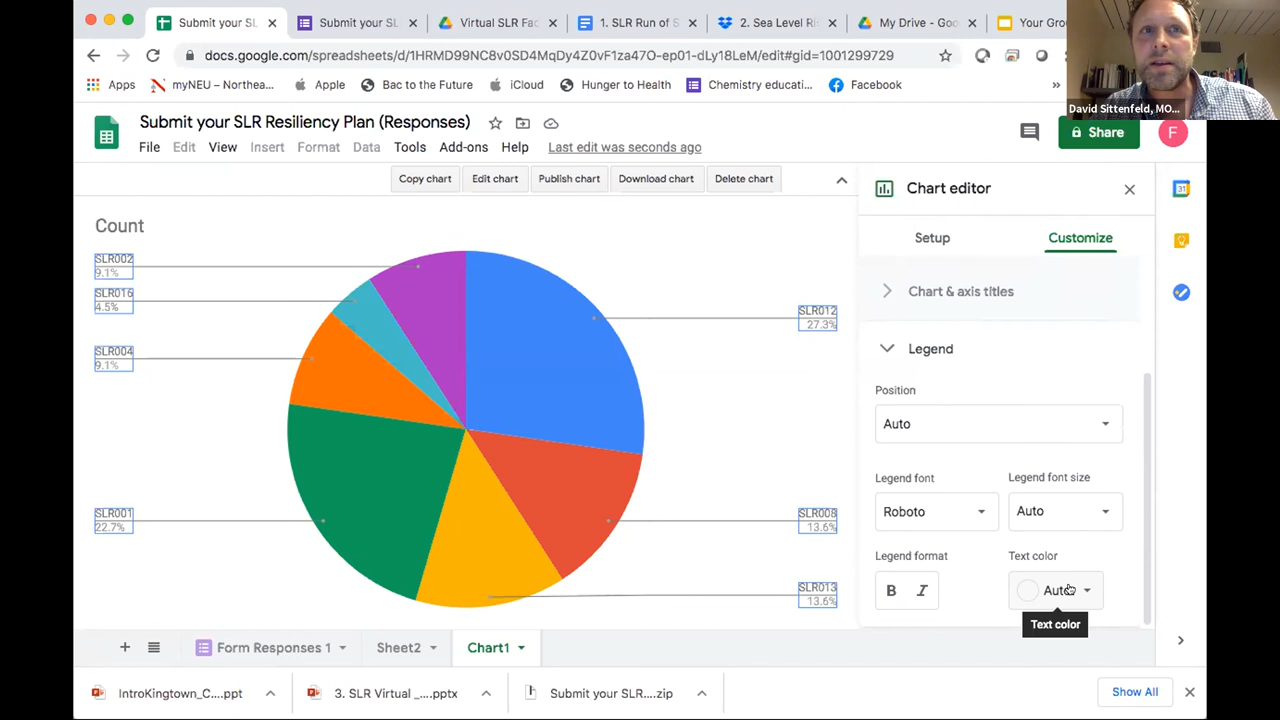 Submit your SL
Submit your SL
Virtual SLR Fac
1. SLR Run of S
2. Sea Level Ri
My Drive - Goo
Your Grou
docs.google.com/spreadsheets/d/1HRMD99NC8v0SD4MqDy4Z0vF1za47O-ep01-dLy18LeM/edit#gid=1001299729
Apps
myNEU – Northea...
Apple
Bac to the Future
iCloud
Hunger to Health
Chemistry educati...
Facebook
»
David Sittenfeld, MO...
Submit your SLR Resiliency Plan (Responses)
File Edit View Insert Format Data Tools Add-ons Help Last edit was seconds ago
Share
F
Copy chart
Edit chart
Publish chart
Download chart
Delete chart
Count
SLR002
9.1%
SLR016
4.5%
SLR004
9.1%
SLR001
22.7%
SLR012
27.3%
SLR008
13.6%
SLR013
13.6%
Chart editor
Setup
Customize
Chart & axis titles
Legend
Position
Auto
Legend font
Legend font size
Roboto
Auto
Legend format
Text color
B I
Auto
Text color
31
Form Responses 1
Sheet2
Chart1
IntroKingtown_C....ppt
3. SLR Virtual _....pptx
Submit your SLR....zip
Show All